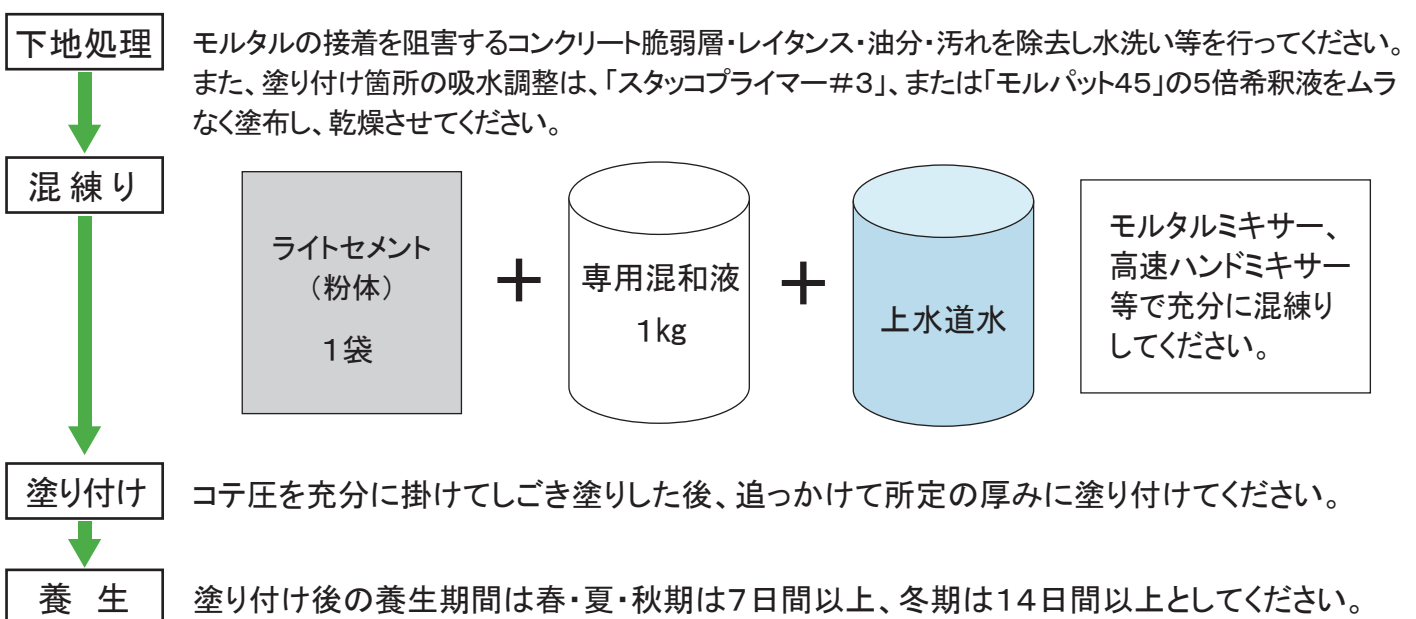 下地処理
モルタルの接着を阻害するコンクリート脆弱層・レイタンス・油分・汚れを除去し水洗い等を行ってください。
また、塗り付け箇所の吸水調整は、「スタッコプライマー＃3」、または「モルパット45」の5倍希釈液をムラ
なく塗布し、乾燥させてください。
混練り
ライトセメント
（粉体）
1袋
＋
専用混和液
1kg
＋
上水道水
モルタルミキサー、
高速ハンドミキサー
等で充分に混練り
してください。
塗り付け
コテ圧を充分に掛けてしごき塗りした後、追っかけて所定の厚みに塗り付けてください。
養 生
塗り付け後の養生期間は春・夏・秋期は7日間以上、冬期は14日間以上としてください。